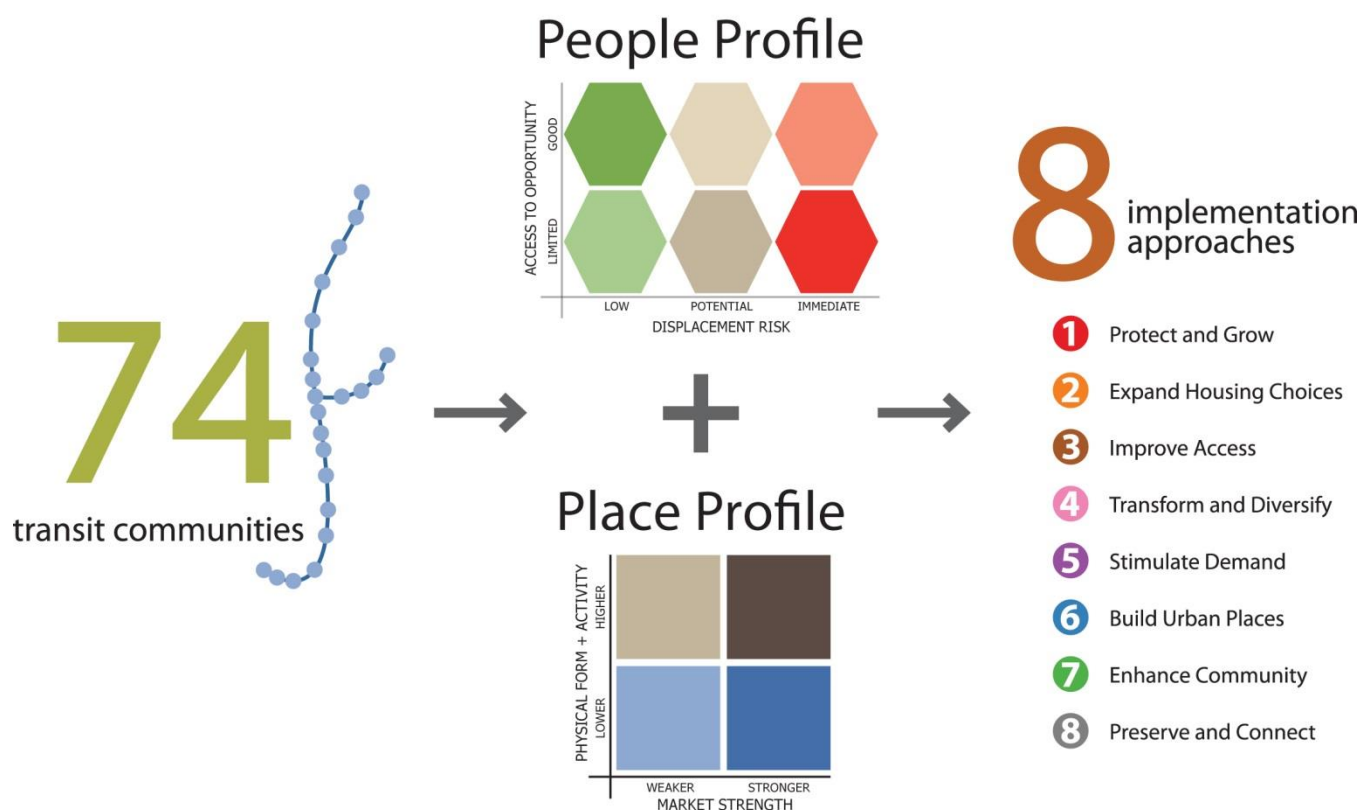 74
transit communities
People Profile
ACCESS TO OPPORTUNITY
GOOD
LIMITED
LOW
POTENTIAL
IMMEDIATE
DISPLACEMENT RISK
Place Profile
PHYSICAL FORM + ACTIVITY
HIGHER
LOWER
WEAKER
STRONGER
MARKET STRENGTH
8
implementation
approaches
1 Protect and Grow
2 Expand Housing Choices
3 Improve Access
4 Transform and Diversify
5 Stimulate Demand
6 Build Urban Places
7 Enhance Community
8 Preserve and Connect